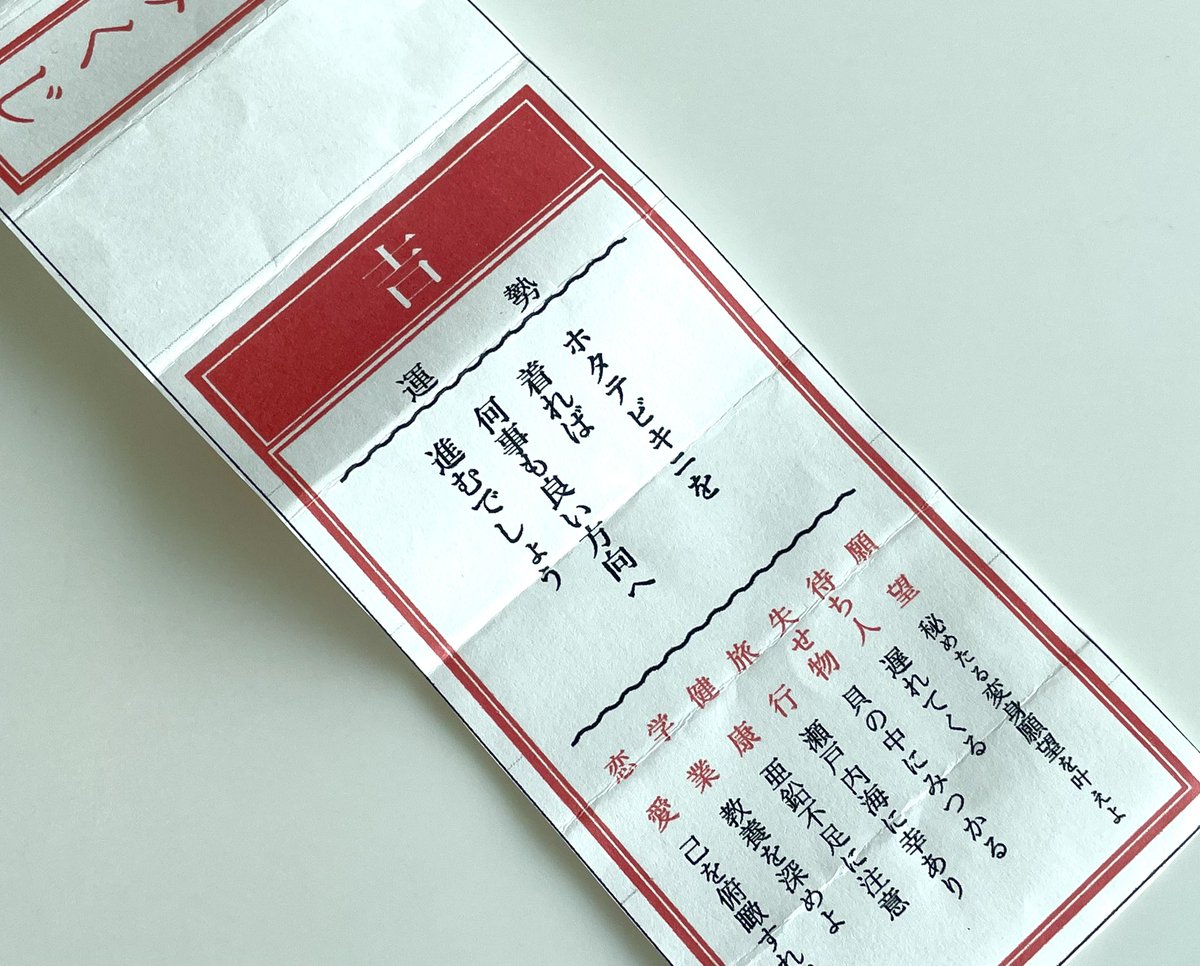 くじ
吉
運勢
ホタテビキニを
着れば
何事も良い方向へ
進むでしょう
願望 秘めたる変身願望を叶えよ
待ち人 遅れてくる
失せ物 貝の中にみつかる
旅行 瀬戸内海に幸あり
健康 亜鉛不足に注意
学業 教養を深めよ
恋愛 己を俯瞰すれ